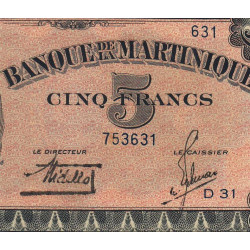 631
BANQUE DE LA MARTINIQUE
5
CINQ FRANCS
753631
LE DIRECTEUR
LE CAISSIER
D 31